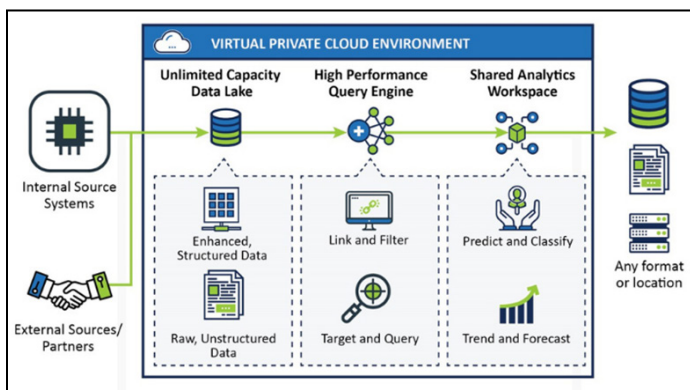 VIRTUAL PRIVATE CLOUD ENVIRONMENT
Unlimited Capacity
Data Lake
High Performance
Query Engine
Shared Analytics
Workspace
Internal Source
Systems
External Sources/
Partners
Enhanced,
Structured Data
Raw, Unstructured
Data
Link and Filter
Target and Query
Predict and Classify
Trend and Forecast
Any format
or location